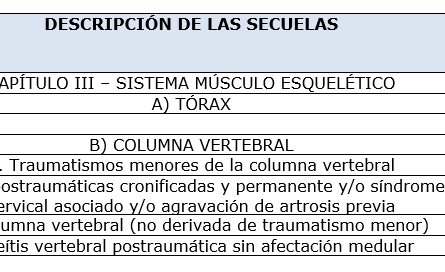 DESCRIPCIÓN DE LAS SECUELAS
APÍTULO III – SISTEMA MÚSCULO ESQUELÉTICO
A) TÓRAX
B) COLUMNA VERTEBRAL
. Traumatismos menores de la columna vertebral
ostraumáticas cronificadas y permanente y/o síndrome
ervical asociado y/o agravación de artrosis previa
umna vertebral (no derivada de traumatismo menor)
eítis vertebral postraumática sin afectación medular